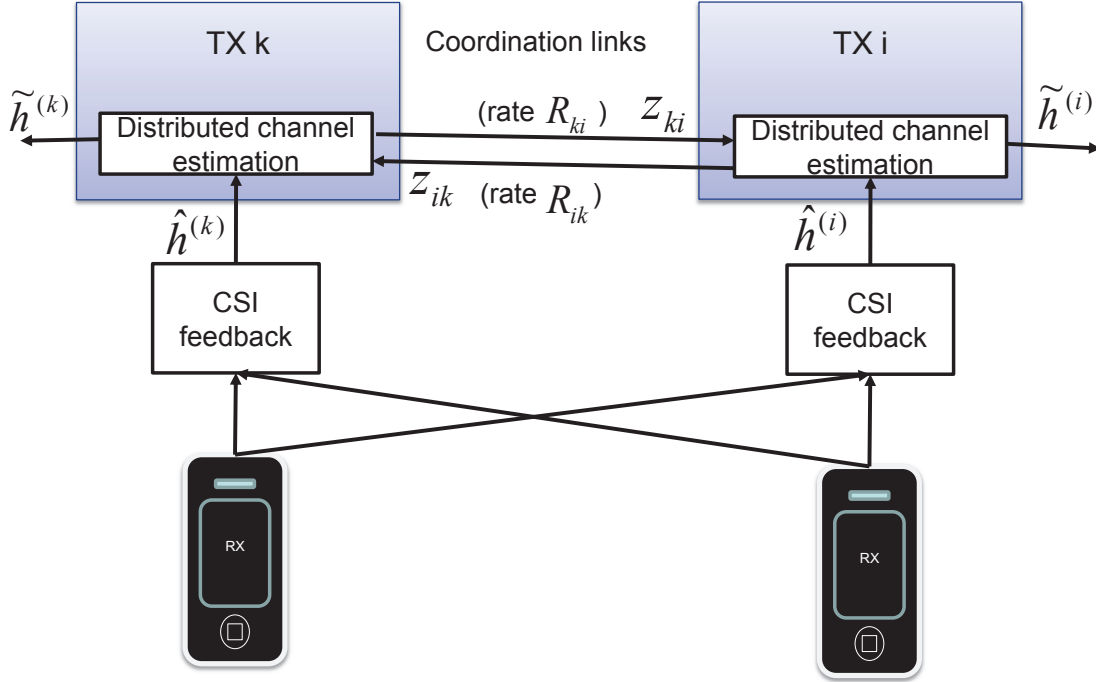 TX k
Coordination links
TX i
h̃^(k)
Distributed channel
estimation
(rate R_ki) z_ki
Distributed channel
estimation
h̃^(i)
z_ik (rate R_ik)
ĥ^(k)
ĥ^(i)
CSI
feedback
CSI
feedback
RX
RX